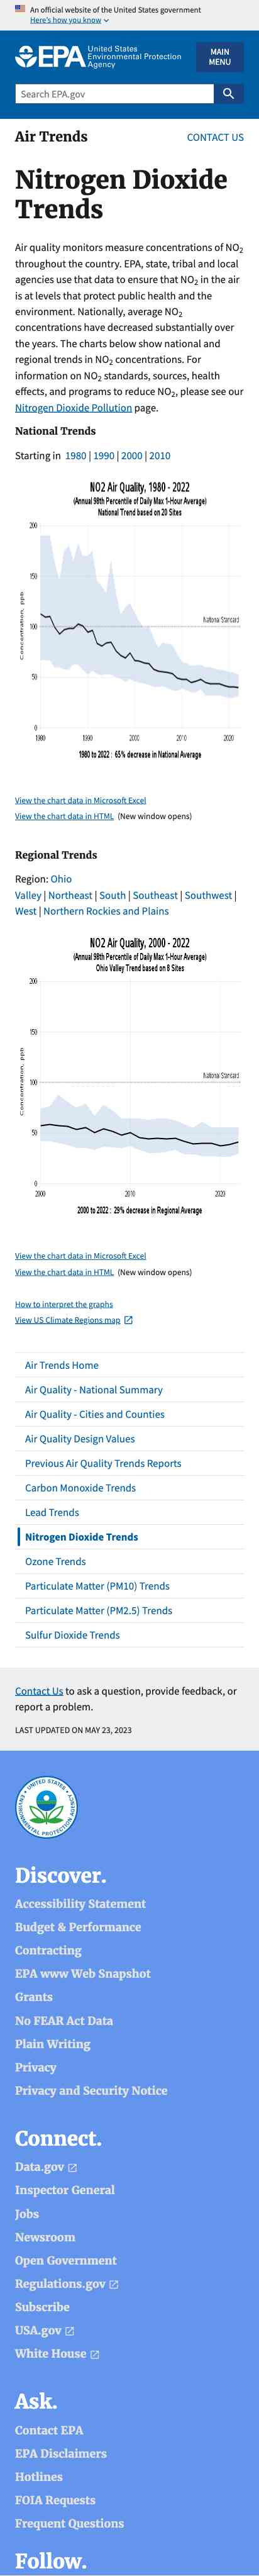 An official website of the United States government
Here's how you know
EPA United States
Environmental Protection
Agency
MAIN
MENU
Search EPA.gov
Air Trends
CONTACT US
Nitrogen Dioxide
Trends
Air quality monitors measure concentrations of NO2
throughout the country. EPA, state, tribal and local
agencies use that data to ensure that NO2 in the air
is at levels that protect public health and the
environment. Nationally, average NO2
concentrations have decreased substantially over
the years. The charts below show national and
regional trends in NO2 concentrations. For
information on NO2 standards, sources, health
effects, and programs to reduce NO2, please see our
Nitrogen Dioxide Pollution page.
National Trends
Starting in 1980 | 1990 | 2000 | 2010
NO2 Air Quality, 1980 - 2022
(Annual 98th Percentile of Daily Max 1-Hour Average)
National Trend based on 20 Sites
200
150
Concentration, ppb
National Standard
100
50
0
1980 1990 2000 2010 2020
1980 to 2022 : 65% decrease in National Average
View the chart data in Microsoft Excel
View the chart data in HTML (New window opens)
Regional Trends
Region: Ohio
Valley | Northeast | South | Southeast | Southwest |
West | Northern Rockies and Plains
NO2 Air Quality, 2000 - 2022
(Annual 98th Percentile of Daily Max 1-Hour Average)
Ohio Valley Trend based on 8 Sites
200
150
Concentration, ppb
National Standard
100
50
0
2000 2010 2020
2000 to 2022 : 29% decrease in Regional Average
View the chart data in Microsoft Excel
View the chart data in HTML (New window opens)
How to interpret the graphs
View US Climate Regions map
Air Trends Home
Air Quality - National Summary
Air Quality - Cities and Counties
Air Quality Design Values
Previous Air Quality Trends Reports
Carbon Monoxide Trends
Lead Trends
Nitrogen Dioxide Trends
Ozone Trends
Particulate Matter (PM10) Trends
Particulate Matter (PM2.5) Trends
Sulfur Dioxide Trends
Contact Us to ask a question, provide feedback, or
report a problem.
LAST UPDATED ON MAY 23, 2023
UNITED STATES
ENVIRONMENTAL PROTECTION AGENCY
Discover.
Accessibility Statement
Budget & Performance
Contracting
EPA www Web Snapshot
Grants
No FEAR Act Data
Plain Writing
Privacy
Privacy and Security Notice
Connect.
Data.gov
Inspector General
Jobs
Newsroom
Open Government
Regulations.gov
Subscribe
USA.gov
White House
Ask.
Contact EPA
EPA Disclaimers
Hotlines
FOIA Requests
Frequent Questions
Follow.